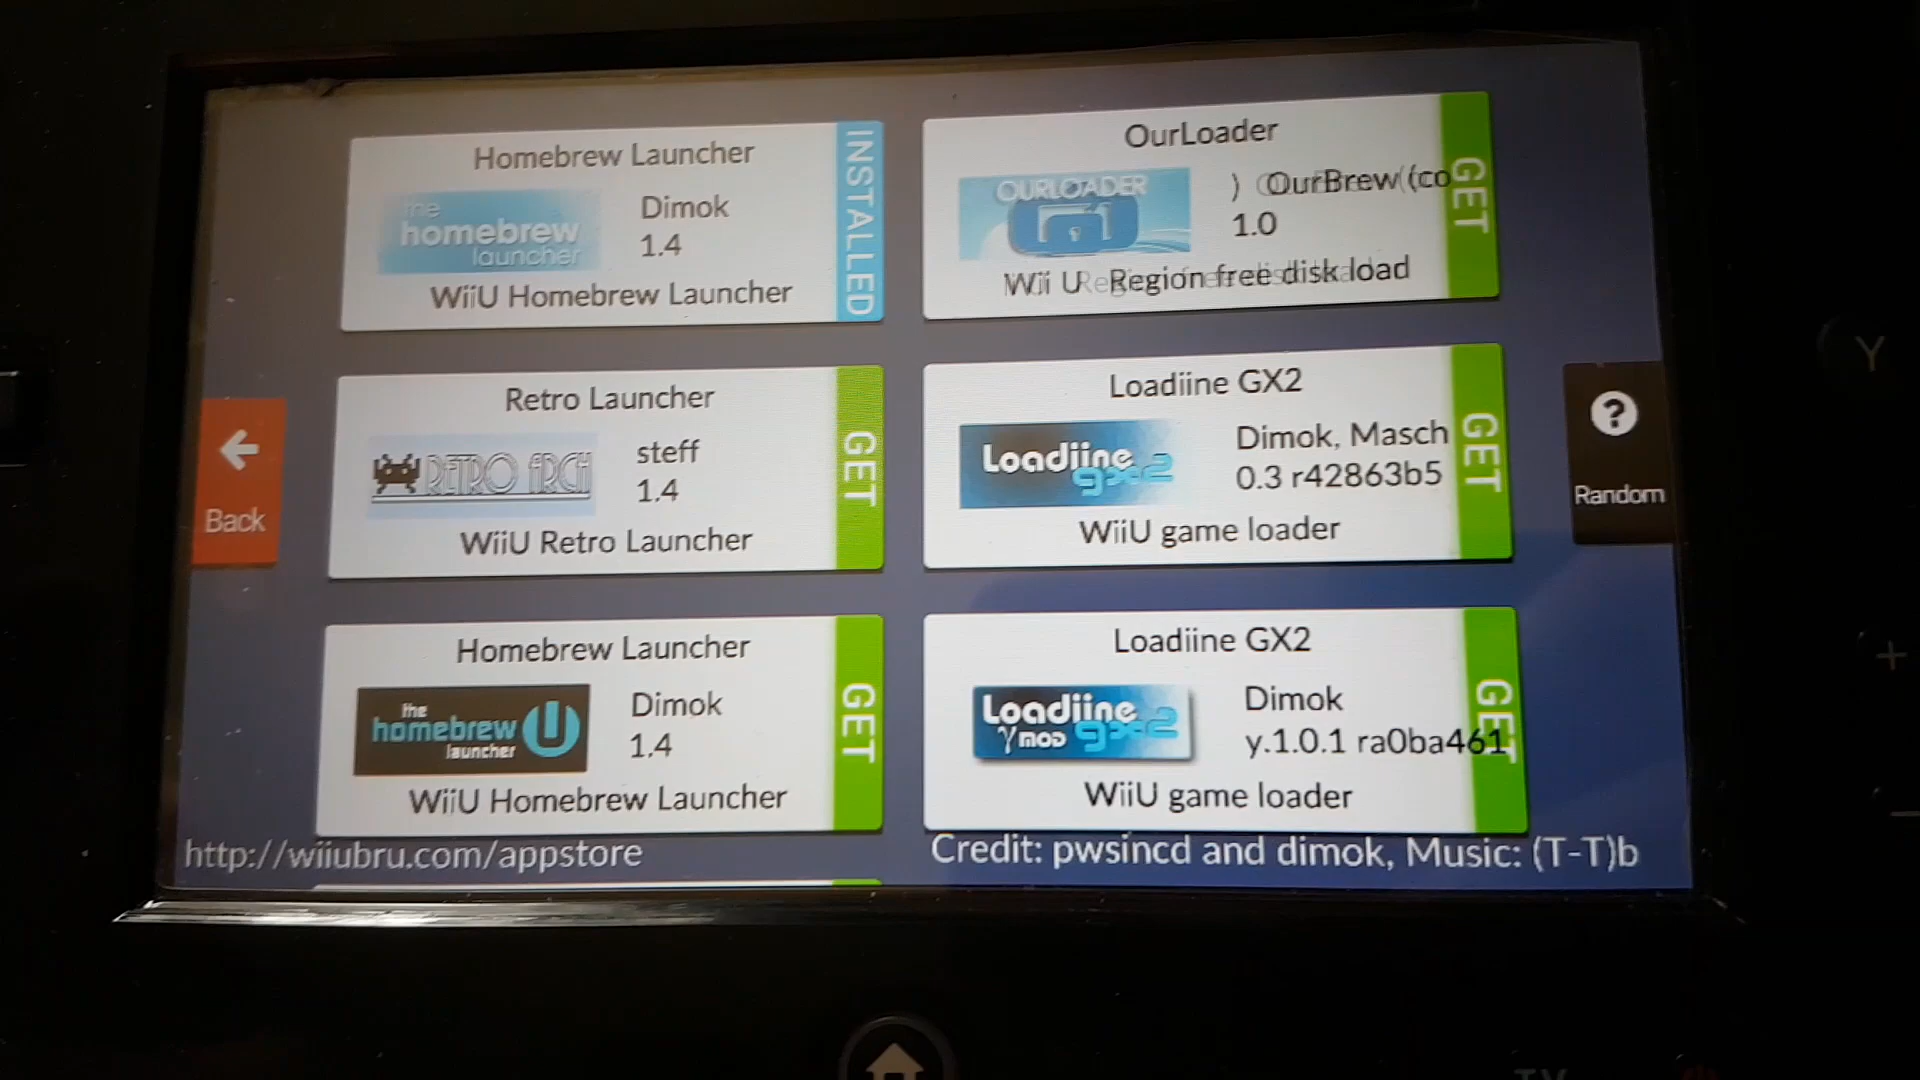 Homebrew Launcher
INSTALLED
the
homebrew
launcher
Dimok
1.4
WiiU Homebrew Launcher
OurLoader
GET
OURLOADER
) OurBrew (co
1.0
Wii U Region free disk load
Retro Launcher
GET
RETRO ARCH
steff
1.4
WiiU Retro Launcher
Loadiine GX2
GET
Loadiine
gx2
Dimok, Masch
0.3 r42863b5
WiiU game loader
Back
Random
Homebrew Launcher
GET
the
homebrew
launcher
Dimok
1.4
WiiU Homebrew Launcher
Loadiine GX2
GET
Loadiine
γ MOD gx2
Dimok
y.1.0.1 ra0ba461
WiiU game loader
http://wiiubru.com/appstore
Credit: pwsincd and dimok, Music: (T-T)b
Y
+
-
TV